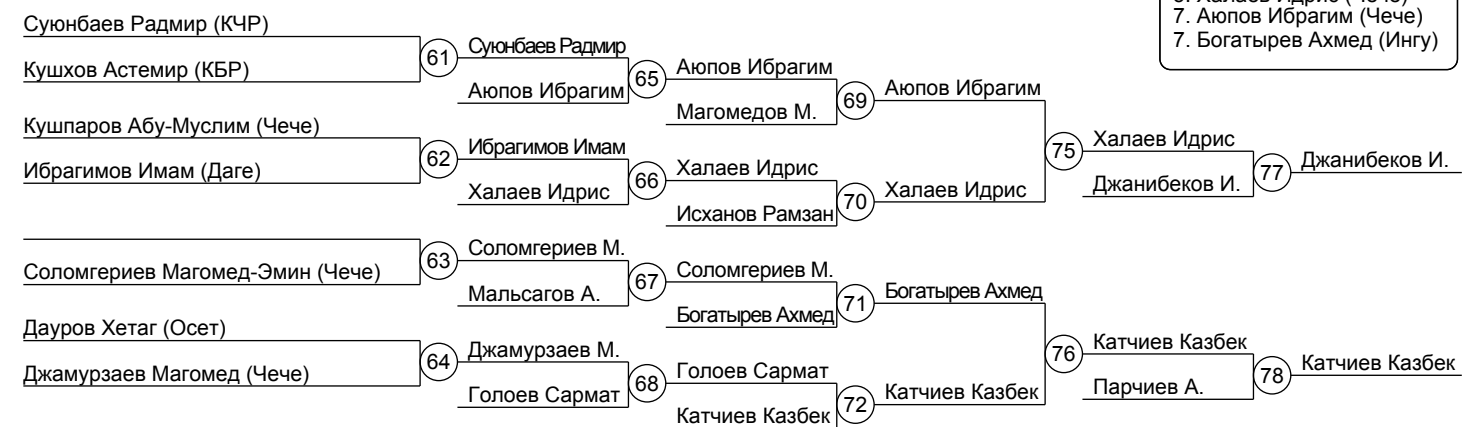 5. Халаев Идрис (Чече)
7. Аюпов Ибрагим (Чече)
7. Богатырев Ахмед (Ингу)
Суюнбаев Радмир (КЧР)
61
Кушхов Астемир (КБР)
Суюнбаев Радмир
65
Аюпов Ибрагим
Аюпов Ибрагим
69
Магомедов М.
Аюпов Ибрагим
Кушпаров Абу-Муслим (Чече)
62
Ибрагимов Имам (Даге)
Ибрагимов Имам
66
Халаев Идрис
Халаев Идрис
70
Исханов Рамзан
Халаев Идрис
75
Халаев Идрис
77
Джанибеков И.
Джанибеков И.
63
Соломгериев Магомед-Эмин (Чече)
Соломгериев М.
67
Мальсагов А.
Соломгериев М.
71
Богатырев Ахмед
Богатырев Ахмед
Дауров Хетаг (Осет)
64
Джамурзаев Магомед (Чече)
Джамурзаев М.
68
Голоев Сармат
Голоев Сармат
72
Катчиев Казбек
Катчиев Казбек
76
Катчиев Казбек
78
Парчиев А.
Катчиев Казбек